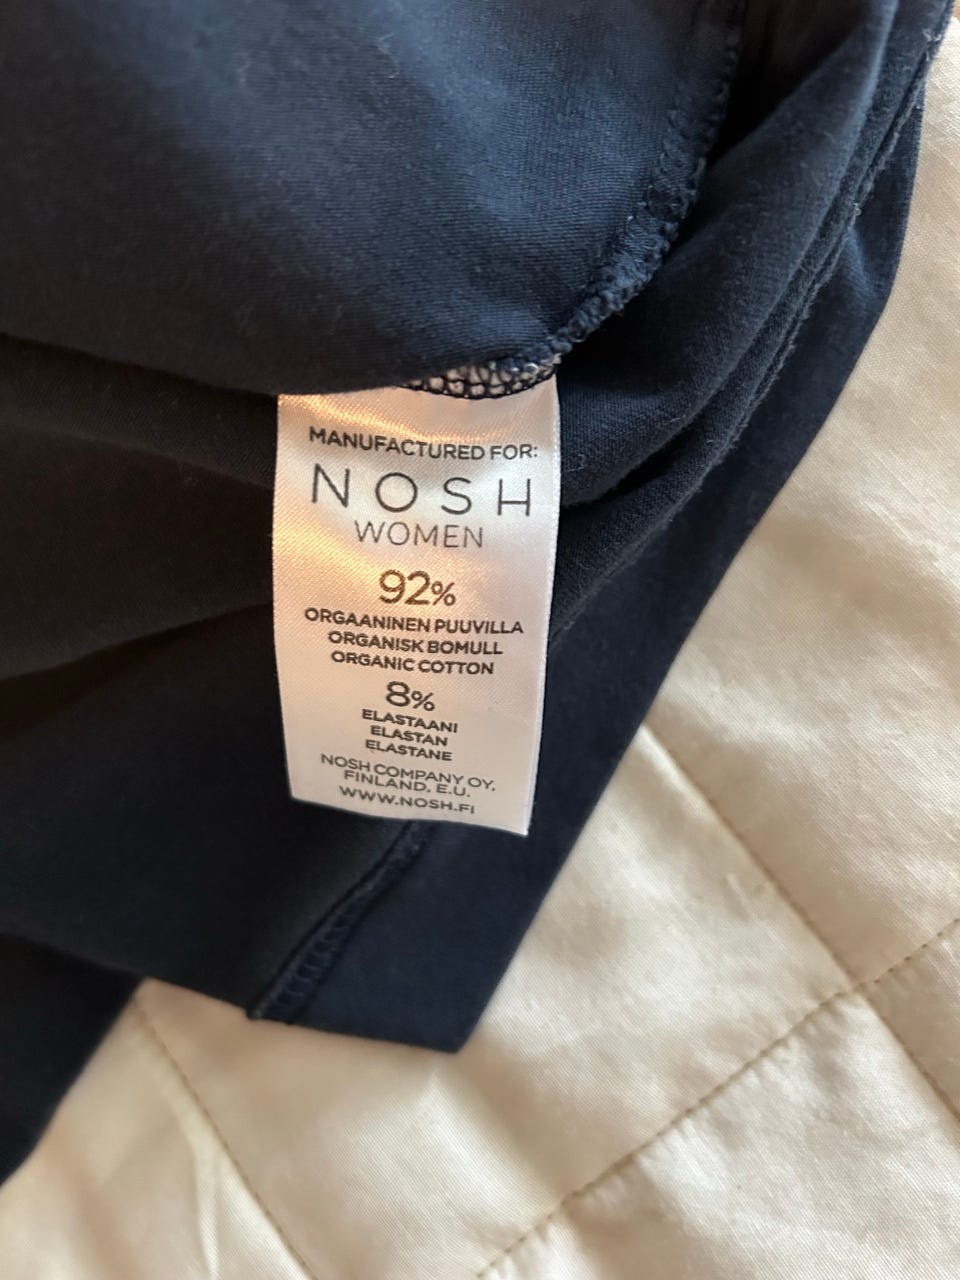 MANUFACTURED FOR:
NOSH
WOMEN
92%
ORGAANINEN PUUVILLA
ORGANISK BOMULL
ORGANIC COTTON
8%
ELASTAANI
ELASTAN
ELASTANE
NOSH COMPANY OY,
FINLAND, E.U.
WWW.NOSH.FI